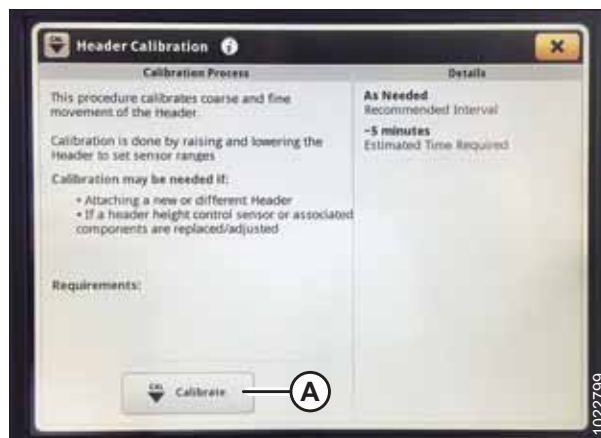 CAL
Header Calibration i
Calibration Process
This procedure calibrates coarse and fine
movement of the Header.
Calibration is done by raising and lowering the
Header to set sensor ranges
Calibration may be needed if:
• Attaching a new or different Header
• If a header height control sensor or associated
components are replaced/adjusted
Requirements:
CAL
Calibrate
A
Details
As Needed
Recommended Interval
~5 minutes
Estimated Time Required
1022799